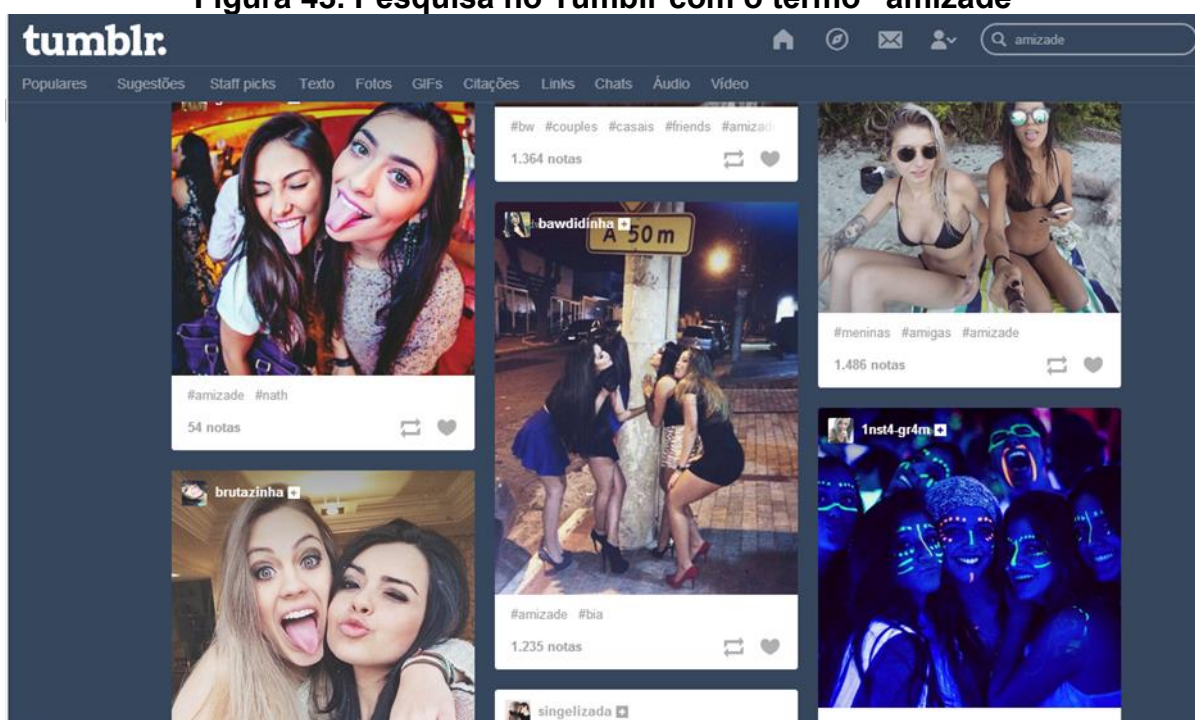 Figura 45. Pesquisa no Tumblr com o termo "amizade"
tumblr.
amizade
Populares Sugestões Staff picks Texto Fotos GIFs Citações Links Chats Áudio Vídeo
#amizade #nath
54 notas
brutazinha
#bw #couples #casais #friends #amizad
1.364 notas
bawdidinha
A 50 m
#amizade #bia
1.235 notas
singelizada
#meninas #amigas #amizade
1.486 notas
1nst4-gr4m